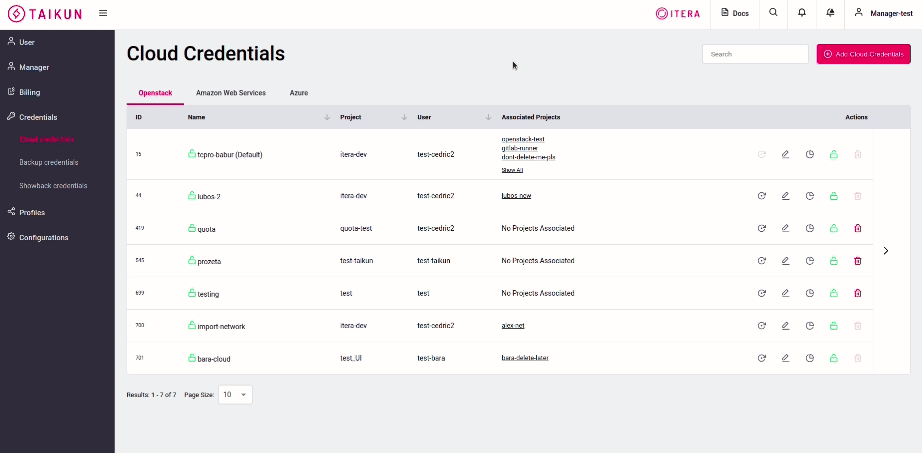 TAIKUN
ITERA
Docs
Manager-test
User
Manager
Billing
Credentials
Cloud credentials
Backup credentials
Showback credentials
Profiles
Configurations
Cloud Credentials
Search
Add Cloud Credentials
Openstack
Amazon Web Services
Azure
ID Name Project User Associated Projects Actions
15 tcpro-babur (Default) itera-dev test-cedric2 openstack-test
gitlab-runner
dont-delete-me-pls
Show All
44 lubos 2 itera-dev test-cedric2 lubos-new
419 quota quota-test test-cedric2 No Projects Associated
545 prozeta test-taikun test-taikun No Projects Associated
699 testing test test No Projects Associated
700 import-network itera-dev test-cedric2 alex-net
701 bara-cloud test_UI test-bara bara-delete-later
Results: 1 - 7 of 7 Page Size: 10